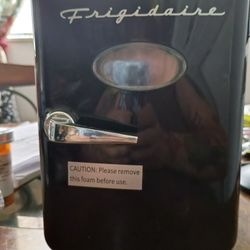 Frigidaire
CAUTION: Please remove
this foam before use.